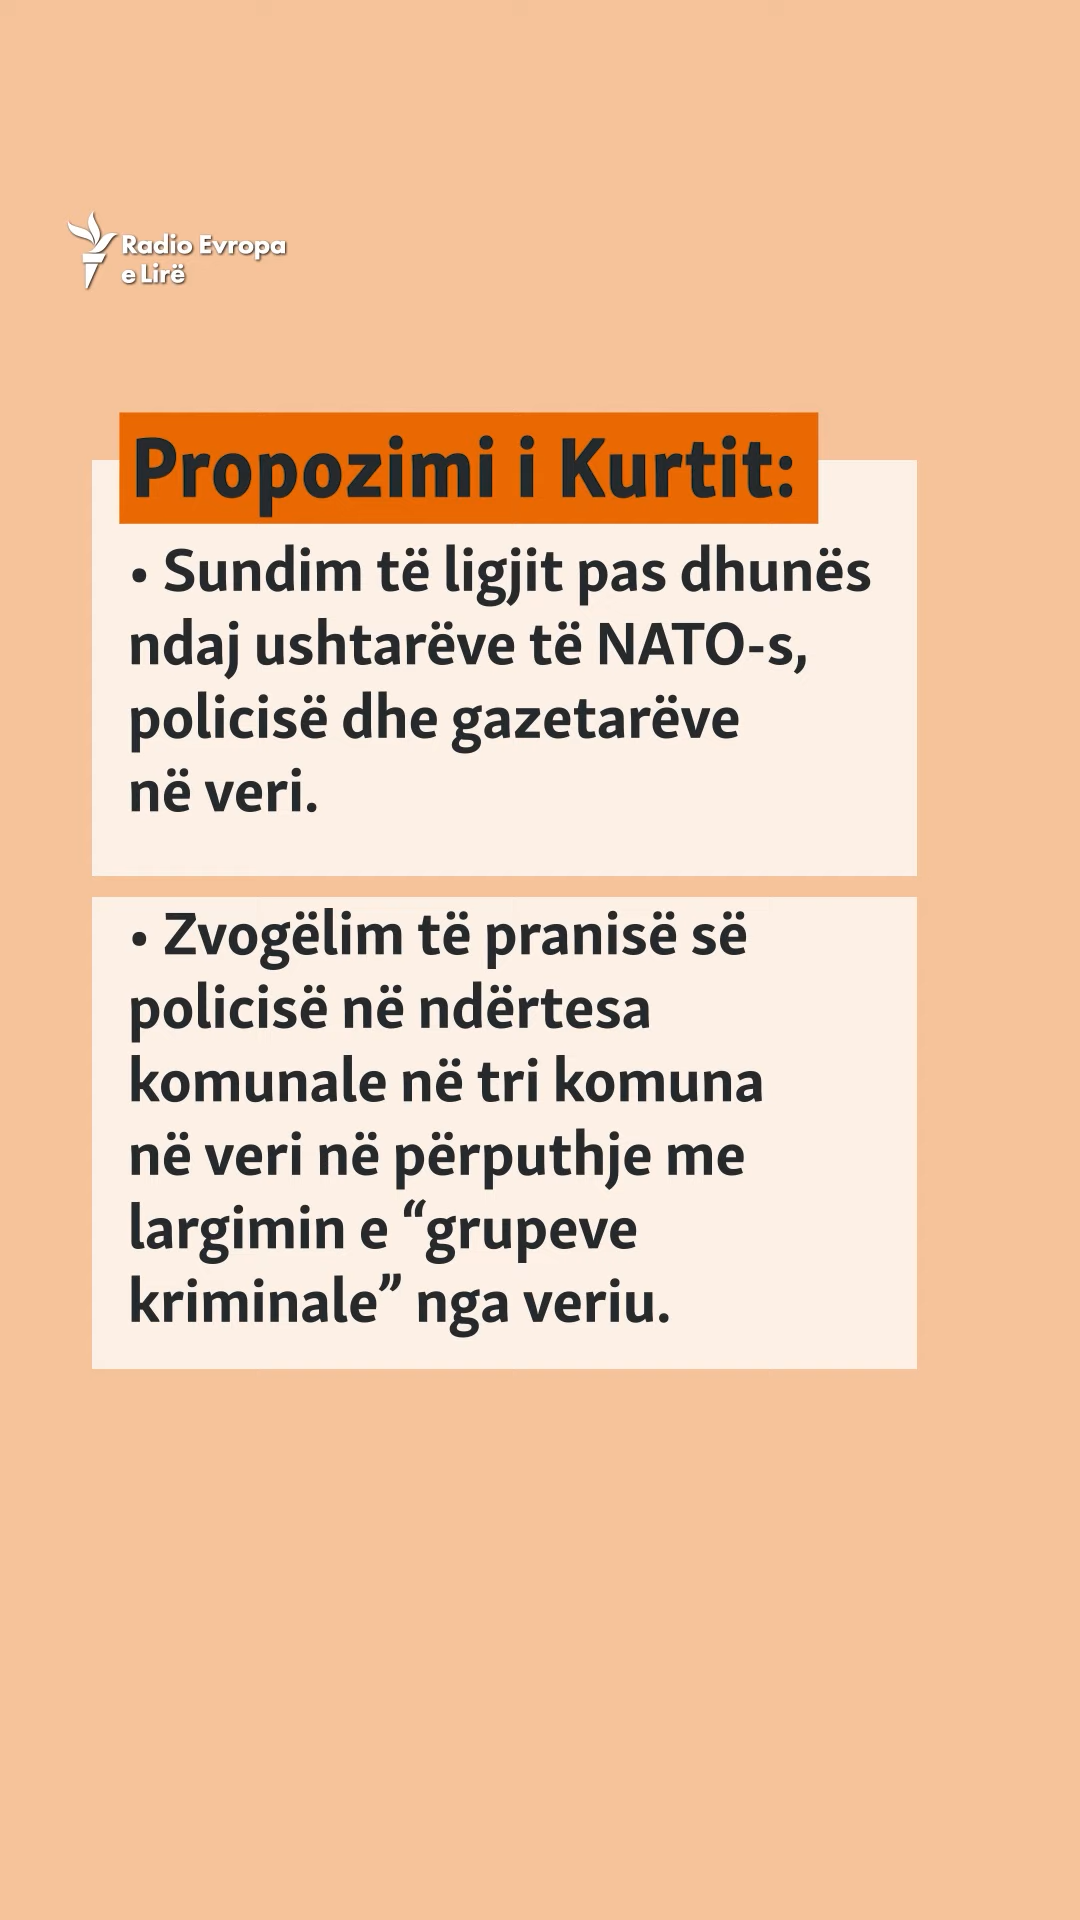 Radio Evropa
e Lirë
Propozimi i Kurtit:
• Sundim të ligjit pas dhunës
ndaj ushtarëve të NATO-s,
policisë dhe gazetarëve
në veri.
• Zvogëlim të pranisë së
policisë në ndërtesa
komunale në tri komuna
në veri në përputhje me
largimin e “grupeve
kriminale” nga veriu.